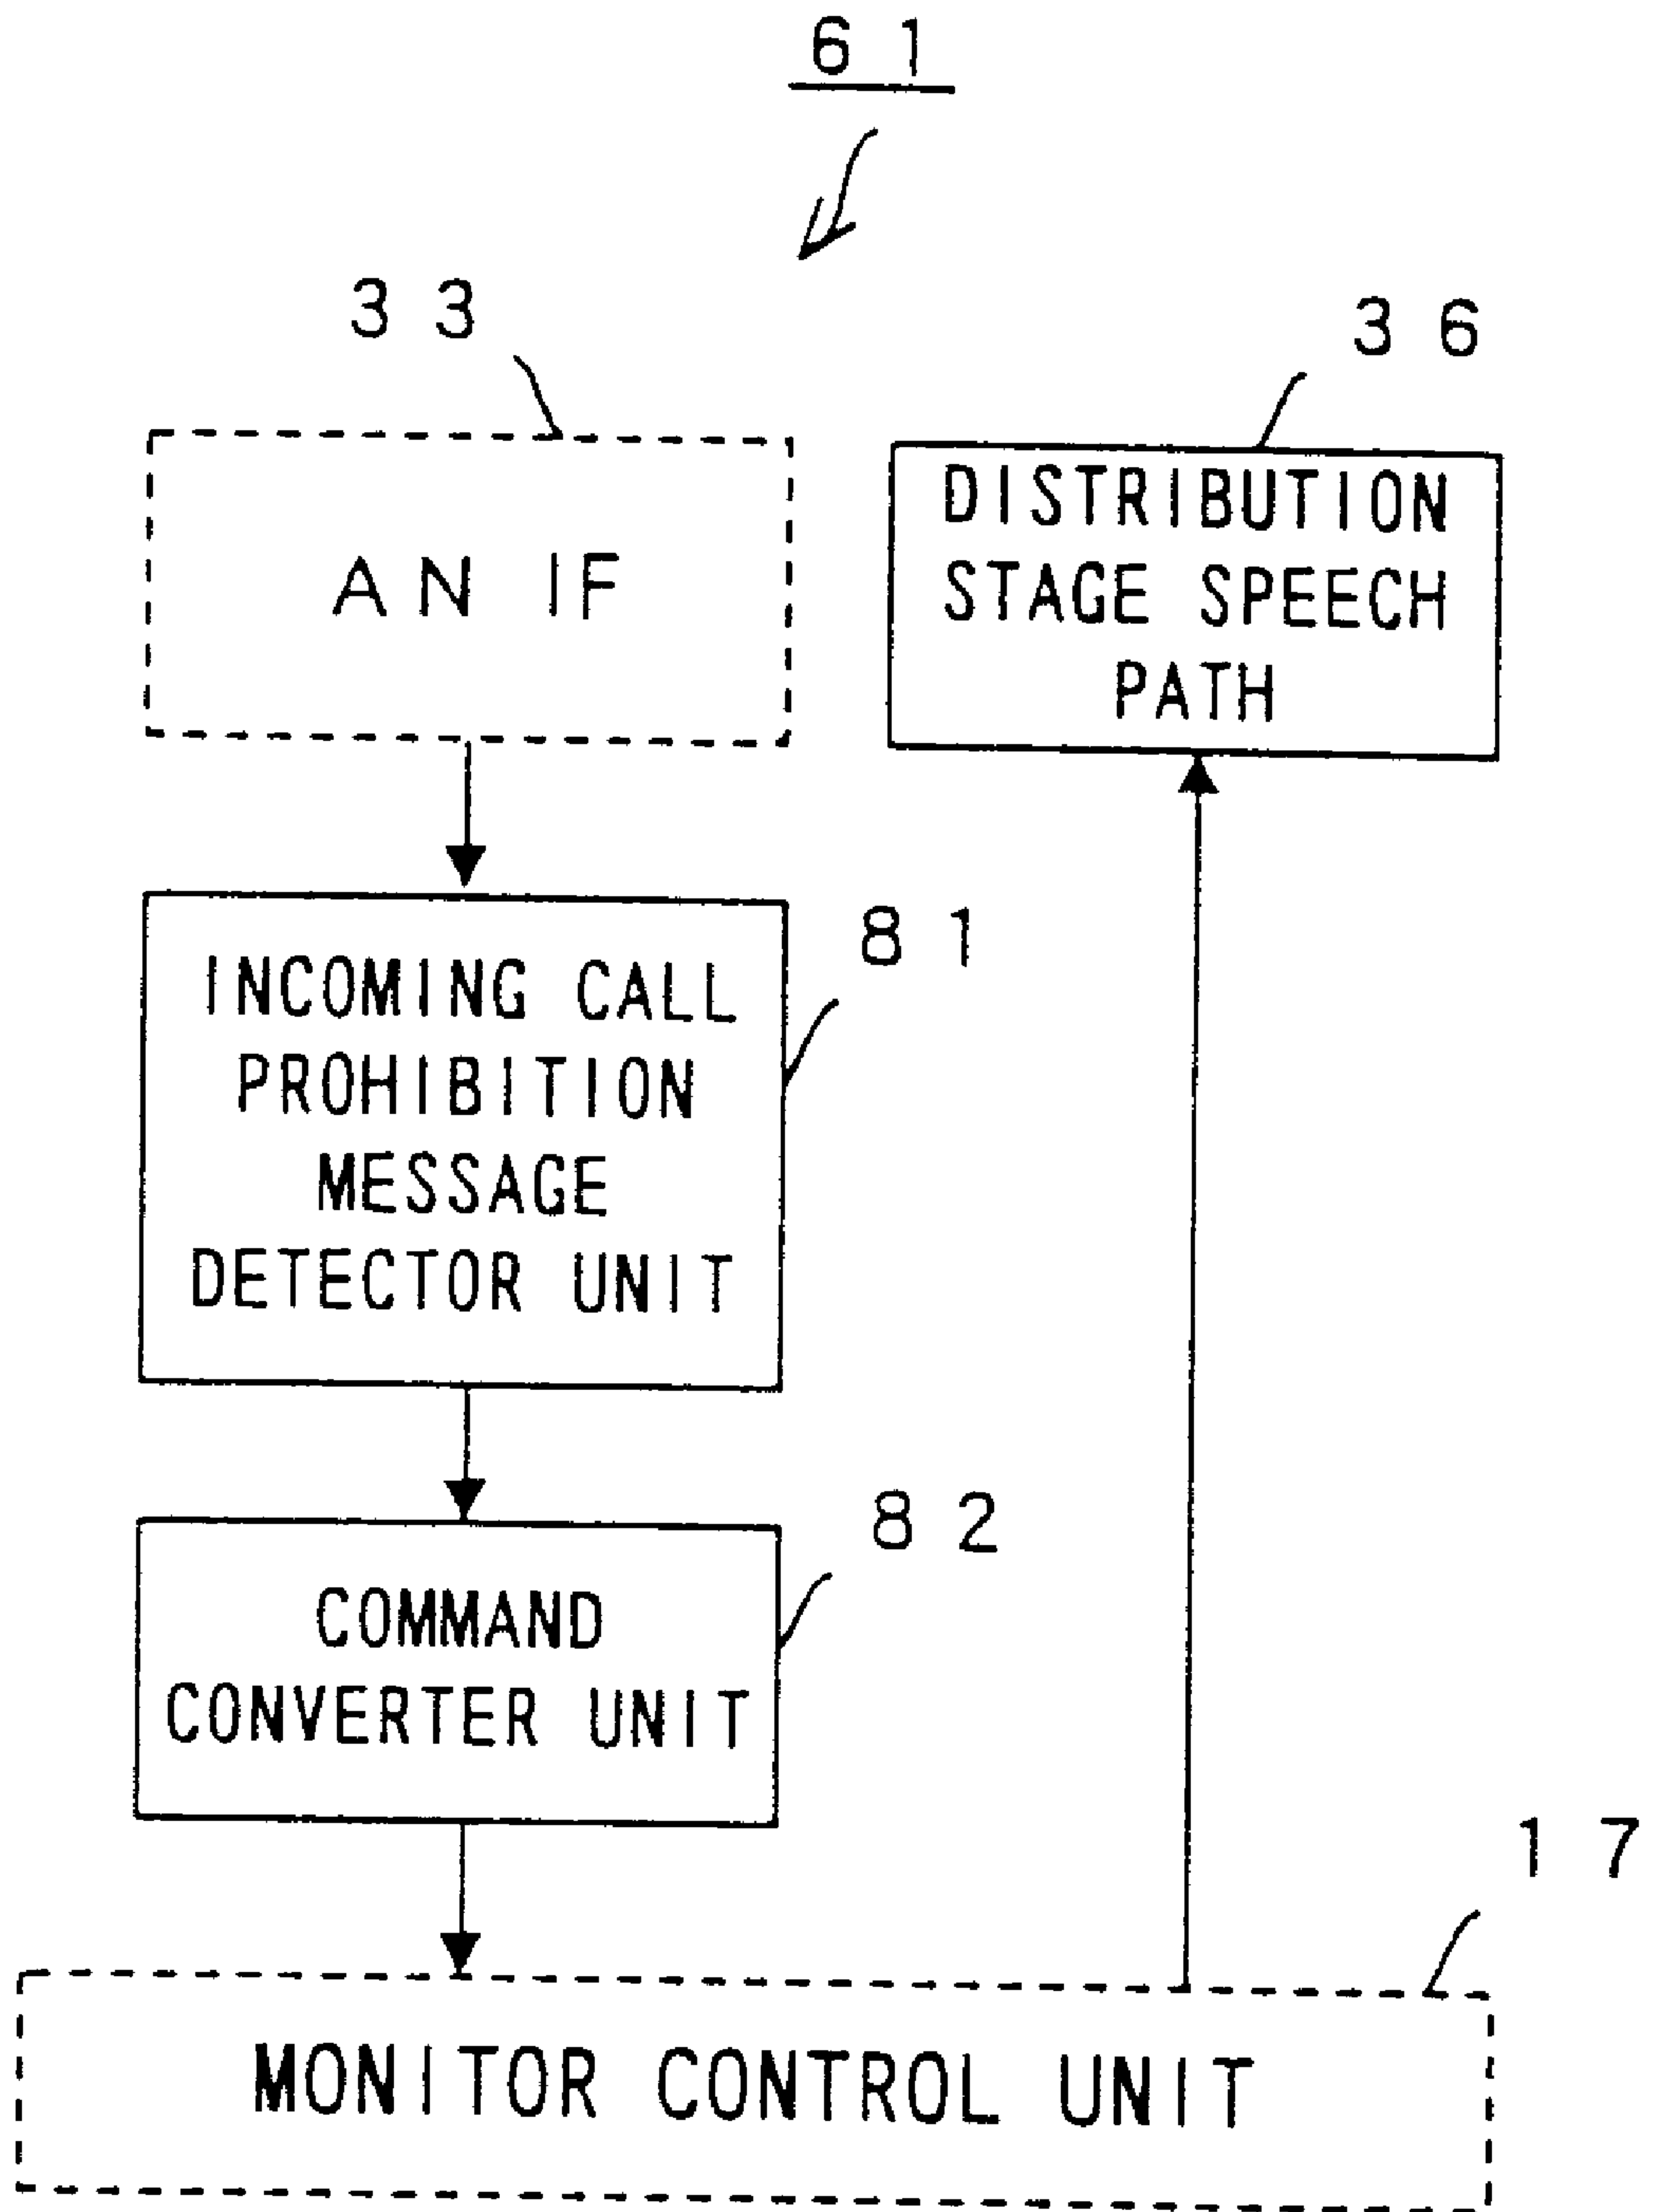 61
33
36
AN IF
DISTRIBUTION
STAGE SPEECH
PATH
81
INCOMING CALL
PROHIBITION
MESSAGE
DETECTOR UNIT
82
COMMAND
CONVERTER UNIT
17
MONITOR CONTROL UNIT